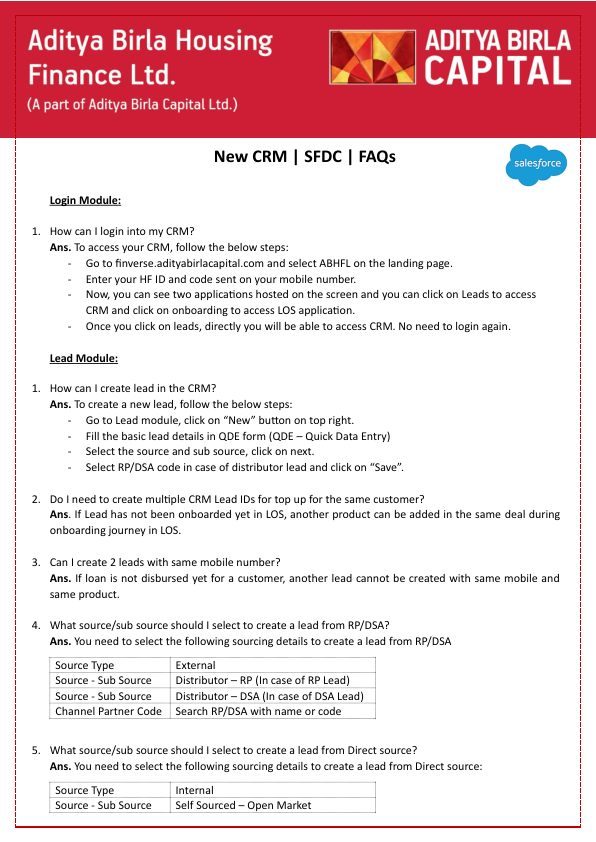 Aditya Birla Housing
Finance Ltd.
(A part of Aditya Birla Capital Ltd.)
ADITYA BIRLA
CAPITAL
New CRM | SFDC | FAQs
salesforce
Login Module:
1. How can I login into my CRM?
Ans. To access your CRM, follow the below steps:
- Go to finverse.adityabirlacapital.com and select ABHFL on the landing page.
- Enter your HF ID and code sent on your mobile number.
- Now, you can see two applications hosted on the screen and you can click on Leads to access
CRM and click on onboarding to access LOS application.
- Once you click on leads, directly you will be able to access CRM. No need to login again.
Lead Module:
1. How can I create lead in the CRM?
Ans. To create a new lead, follow the below steps:
- Go to Lead module, click on “New” button on top right.
- Fill the basic lead details in QDE form (QDE – Quick Data Entry)
- Select the source and sub source, click on next.
- Select RP/DSA code in case of distributor lead and click on “Save”.
2. Do I need to create multiple CRM Lead IDs for top up for the same customer?
Ans. If Lead has not been onboarded yet in LOS, another product can be added in the same deal during
onboarding journey in LOS.
3. Can I create 2 leads with same mobile number?
Ans. If loan is not disbursed yet for a customer, another lead cannot be created with same mobile and
same product.
4. What source/sub source should I select to create a lead from RP/DSA?
Ans. You need to select the following sourcing details to create a lead from RP/DSA
Source Type External
Source - Sub Source Distributor – RP (In case of RP Lead)
Source - Sub Source Distributor – DSA (In case of DSA Lead)
Channel Partner Code Search RP/DSA with name or code
5. What source/sub source should I select to create a lead from Direct source?
Ans. You need to select the following sourcing details to create a lead from Direct source:
Source Type Internal
Source - Sub Source Self Sourced – Open Market